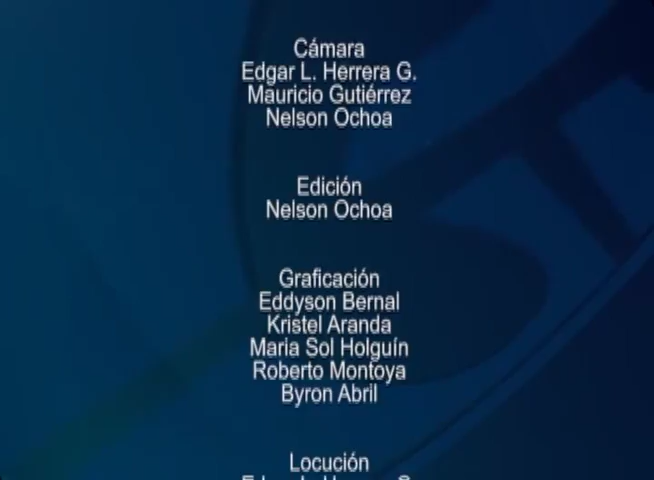 Cámara
Edgar L. Herrera G.
Mauricio Gutiérrez
Nelson Ochoa
Edición
Nelson Ochoa
Graficación
Eddyson Bernal
Kristel Aranda
Maria Sol Holguín
Roberto Montoya
Byron Abril
Locución